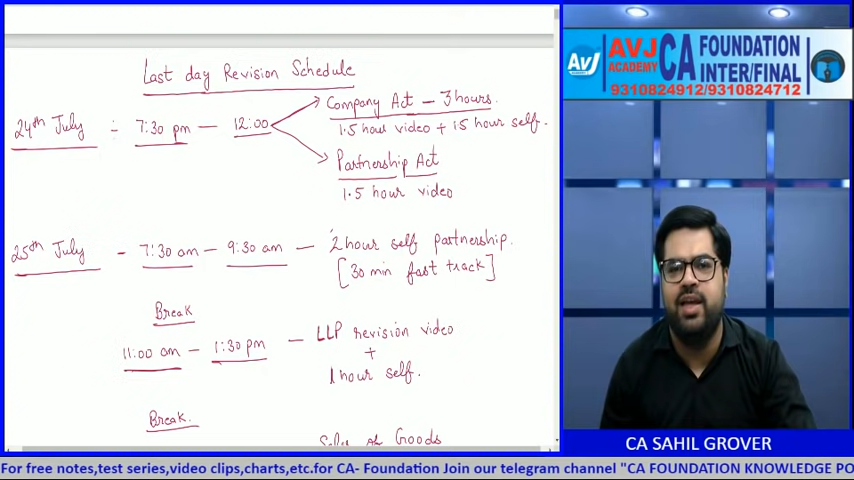 Last day Revision Schedule
24th July :- 7:30 pm — 12:00
Company Act - 3 hours.
1.5 hour video + 1.5 hour self.
Partnership Act
1.5 hour video
25th July - 7:30 am - 9:30 am - 2 hour self partnership.
[30 min fast track]
Break
11:00 am - 1:30 pm - LLP revision video
+
1 hour self.
Break.
Sale of Goods
AVJ
ACADEMY
CA
FOUNDATION
INTER/FINAL
9310824912/9310824712
CA SAHIL GROVER
For free notes,test series,video clips,charts,etc.for CA- Foundation Join our telegram channel "CA FOUNDATION KNOWLEDGE PO